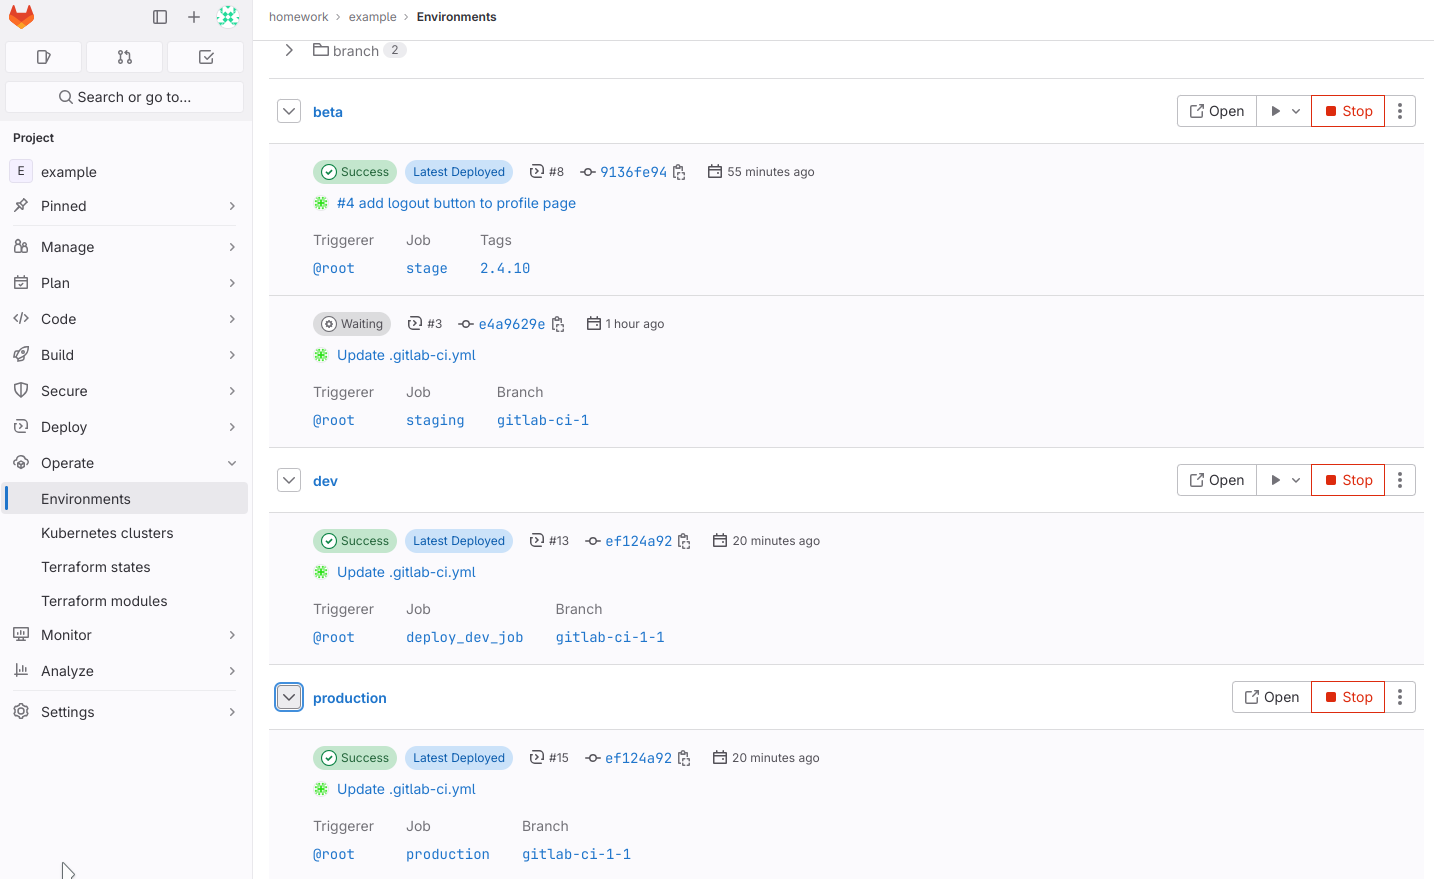 homework > example > Environments
Search or go to...
Project
E example
Pinned
Manage
Plan
Code
Build
Secure
Deploy
Operate
Environments
Kubernetes clusters
Terraform states
Terraform modules
Monitor
Analyze
Settings
branch 2
beta Open Stop
Success Latest Deployed #8 9136fe94 55 minutes ago
#4 add logout button to profile page
Triggerer Job Tags
@root stage 2.4.10
Waiting #3 e4a9629e 1 hour ago
Update .gitlab-ci.yml
Triggerer Job Branch
@root staging gitlab-ci-1
dev Open Stop
Success Latest Deployed #13 ef124a92 20 minutes ago
Update .gitlab-ci.yml
Triggerer Job Branch
@root deploy_dev_job gitlab-ci-1-1
production Open Stop
Success Latest Deployed #15 ef124a92 20 minutes ago
Update .gitlab-ci.yml
Triggerer Job Branch
@root production gitlab-ci-1-1